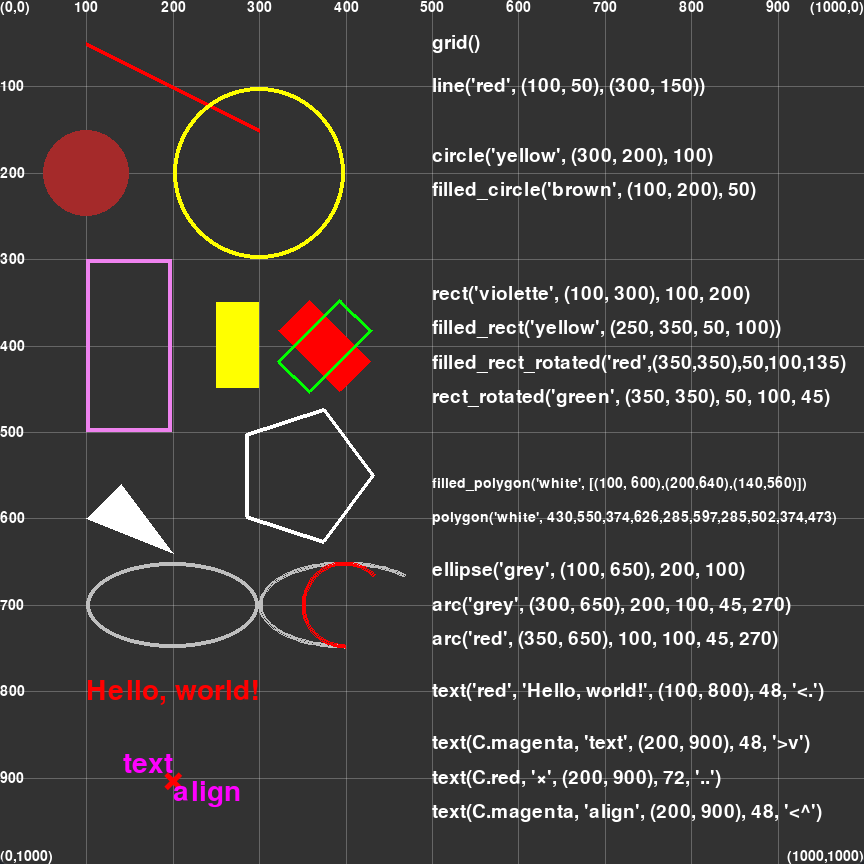 (0,0) 100 200 300 400 500 600 700 800 900 (1000,0)
grid()
100
line('red', (100, 50), (300, 150))
circle('yellow', (300, 200), 100)
200
filled_circle('brown', (100, 200), 50)
300
rect('violette', (100, 300), 100, 200)
filled_rect('yellow', (250, 350, 50, 100))
400
filled_rect_rotated('red',(350,350),50,100,135)
rect_rotated('green', (350, 350), 50, 100, 45)
500
filled_polygon('white', [(100, 600),(200,640),(140,560)])
600
polygon('white', 430,550,374,626,285,597,285,502,374,473)
ellipse('grey', (100, 650), 200, 100)
700
arc('grey', (300, 650), 200, 100, 45, 270)
arc('red', (350, 650), 100, 100, 45, 270)
800
Hello, world!
text('red', 'Hello, world!', (100, 800), 48, '<.')
text(C.magenta, 'text', (200, 900), 48, '>v')
text
900
×
text(C.red, '×', (200, 900), 72, '..')
align
text(C.magenta, 'align', (200, 900), 48, '<^')
(0,1000) (1000,1000)